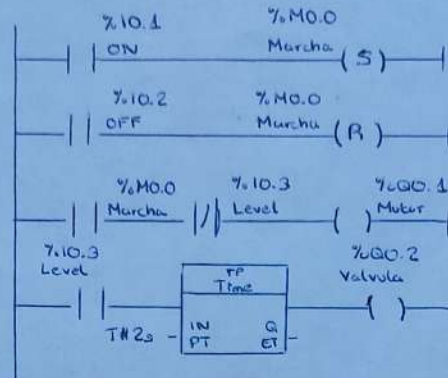 %I0.1 %M0.0
ON Marcha (S)
%I0.2 %M0.0
OFF Marcha (R)
%M0.0 %I0.3 %Q0.1
Marcha Level Motor
%I0.3 %Q0.2
Level TP Valvula
Time
IN Q
T#2s PT ET